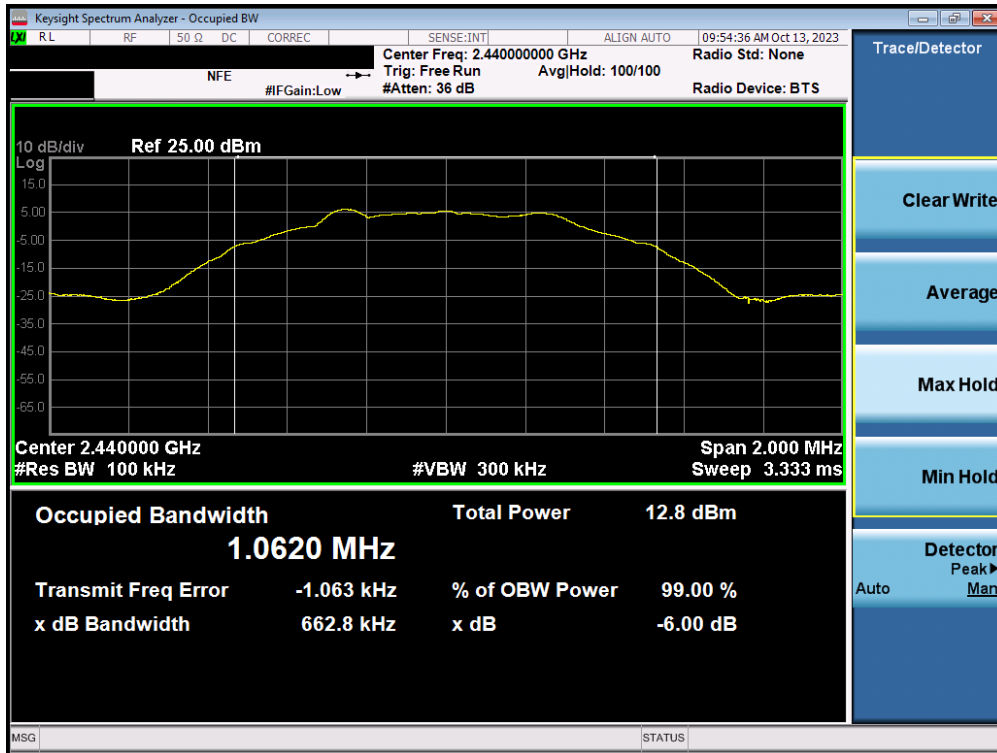 Keysight Spectrum Analyzer - Occupied BW
LXI RL RF 50 Ω DC CORREC SENSE:INT ALIGN AUTO 09:54:36 AM Oct 13, 2023
Center Freq: 2.440000000 GHz Radio Std: None
NFE Trig: Free Run Avg|Hold: 100/100
#IFGain:Low #Atten: 36 dB Radio Device: BTS
Trace/Detector
10 dB/div Ref 25.00 dBm
Log
15.0
5.00
-5.00
-15.0
-25.0
-35.0
-45.0
-55.0
-65.0
Center 2.440000 GHz Span 2.000 MHz
#Res BW 100 kHz #VBW 300 kHz Sweep 3.333 ms
Occupied Bandwidth Total Power 12.8 dBm
1.0620 MHz
Transmit Freq Error -1.063 kHz % of OBW Power 99.00 %
x dB Bandwidth 662.8 kHz x dB -6.00 dB
Clear Write
Average
Max Hold
Min Hold
Detector
Peak▶
Auto Man
MSG STATUS